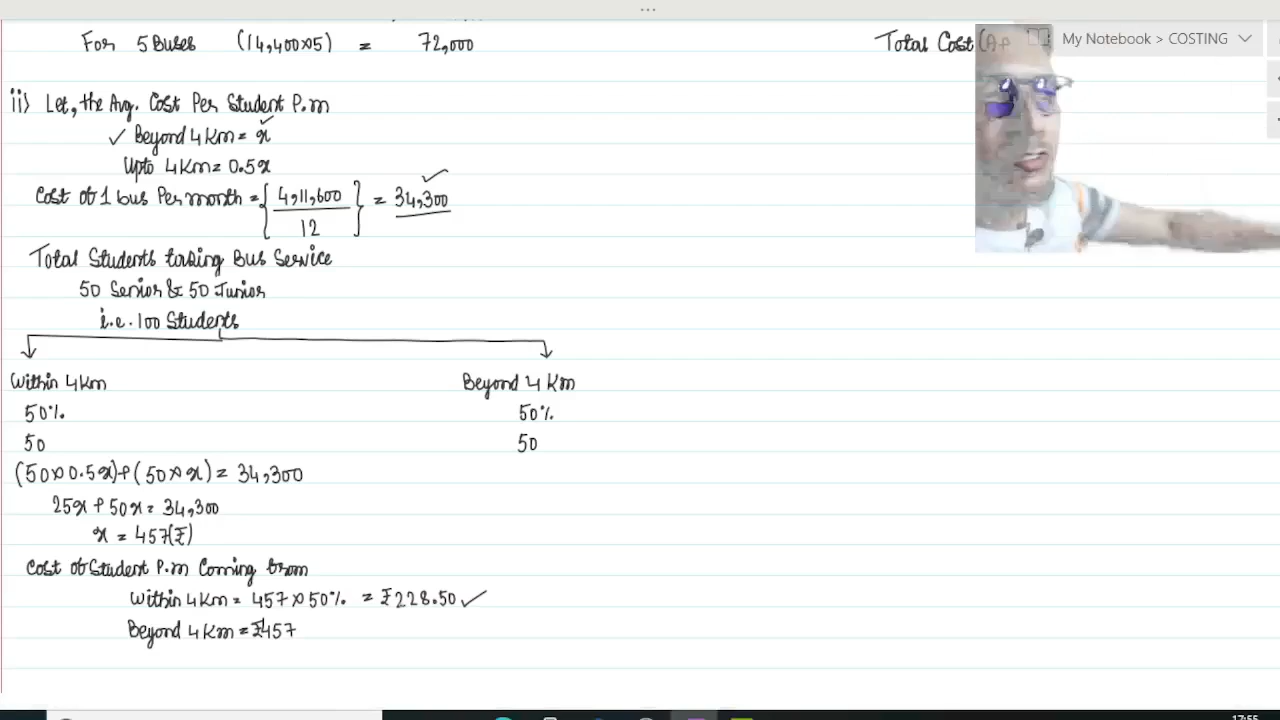 ...
For 5 Buses (14,400×5) = 72,000
Total Cost (Ap
My Notebook > COSTING
ii) Let, the Avg. Cost Per Student P.m
✓ Beyond 4 Km = x ✓
Upto 4 Km = 0.5x
Cost of 1 bus Per month = { 4,11,600 / 12 } = 34,300 ✓
Total Students taking Bus Service
50 Senior & 50 Junior
i.e. 100 Students
Within 4 Km Beyond 4 Km
50% 50%
50 50
(50×0.5x)+(50×x) = 34,300
25x + 50x = 34,300
x = 457(₹)
Cost of Student P.m Coming from
Within 4 Km = 457×50% = ₹228.50 ✓
Beyond 4 Km = ₹457
17:55